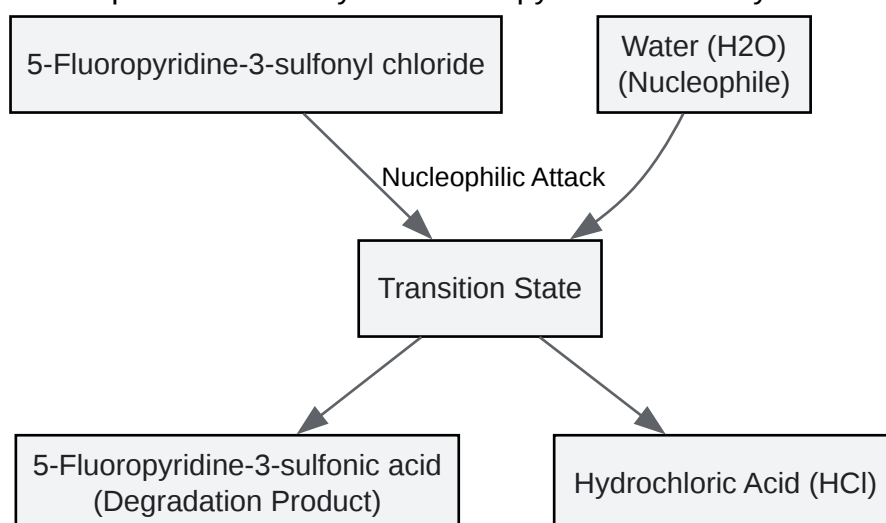 5-Fluoropyridine-3-sulfonyl chloride
Water (H2O)
(Nucleophile)
Nucleophilic Attack
Transition State
5-Fluoropyridine-3-sulfonic acid
(Degradation Product)
Hydrochloric Acid (HCl)